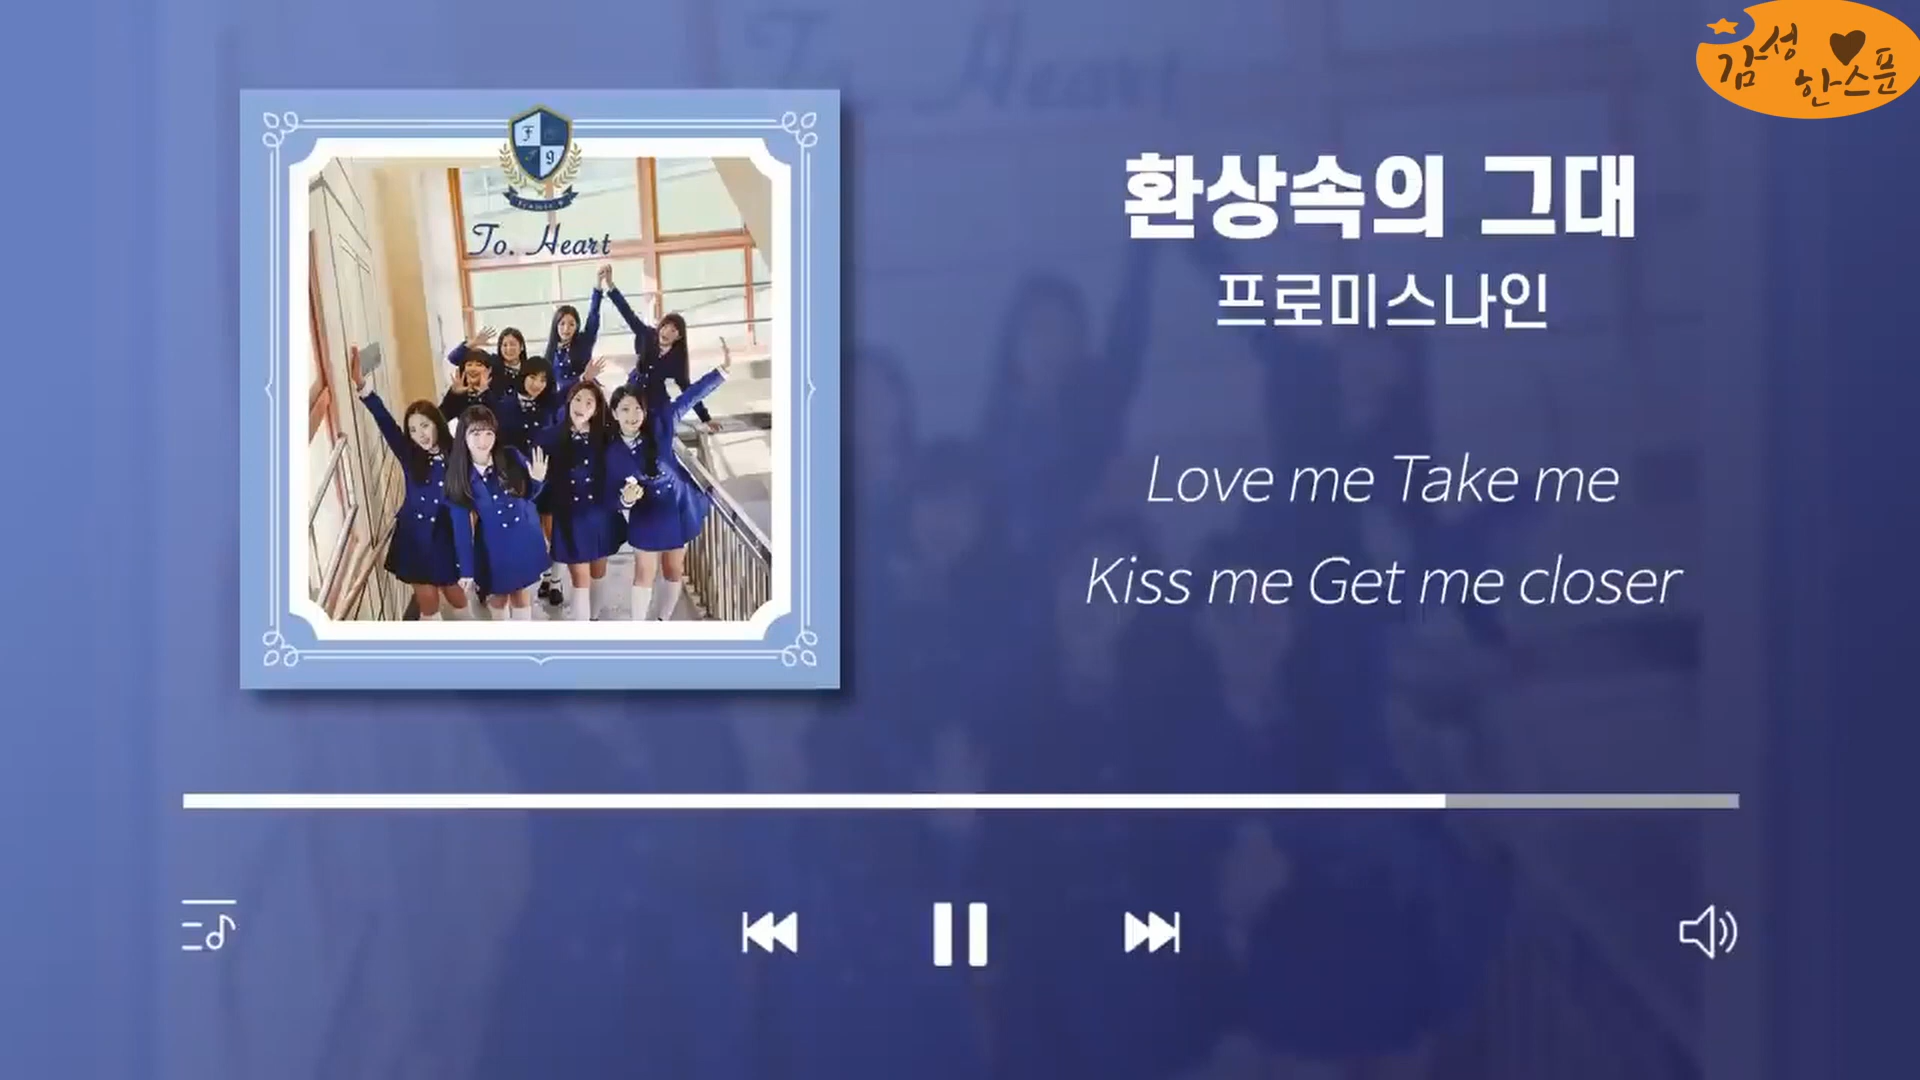 감성
한스푼
F
9
To. Heart
환상속의 그대
프로미스나인
Love me Take me
Kiss me Get me closer